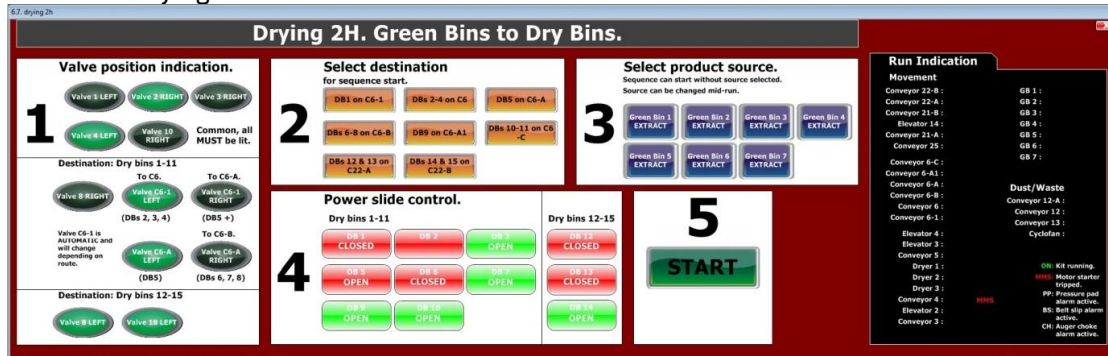 6.7. drying 2h
Drying 2H. Green Bins to Dry Bins.
1
Valve position indication.
Valve 1 LEFT
Valve 2 RIGHT
Valve 3 RIGHT
Valve 4 LEFT
Valve 10
RIGHT
Common, all
MUST be lit.
Destination: Dry bins 1-11
To C6.
To C6-A.
Valve 8 RIGHT
Valve C6-1
LEFT
Valve C6-1
RIGHT
(DBs 2, 3, 4)
(DB5 +)
Valve C6-1 is
AUTOMATIC and
will change
depending on
route.
To C6-B.
Valve C6-A
LEFT
Valve C6-A
RIGHT
(DB5)
(DBs 6, 7, 8)
Destination: Dry bins 12-15
Valve 8 LEFT
Valve 18 LEFT
2
Select destination
for sequence start.
DB1 on C6-1
DBs 2-4 on C6
DB5 on C6-A
DBs 6-8 on C6-B
DB9 on C6-A1
DBs 10-11 on C6
-C
DBs 12 & 13 on
C22-A
DBs 14 & 15 on
C22-B
3
Select product source.
Sequence can start without source selected.
Source can be changed mid-run.
Green Bin 1
EXTRACT
Green Bin 2
EXTRACT
Green Bin 3
EXTRACT
Green Bin 4
EXTRACT
Green Bin 5
EXTRACT
Green Bin 6
EXTRACT
Green Bin 7
EXTRACT
4
Power slide control.
Dry bins 1-11
Dry bins 12-15
DB 1
CLOSED
DB 2
DB 3
OPEN
DB 12
CLOSED
DB 5
OPEN
DB 6
CLOSED
DB 7
OPEN
DB 13
CLOSED
OPEN
DB 10
OPEN
DB 14
OPEN
5
START
Run Indication
Movement
Conveyor 22-B :
Conveyor 22-A :
Conveyor 21-B :
Elevator 14 :
Conveyor 21-A :
Conveyor 25 :
Conveyor 6-C :
Conveyor 6-A1 :
Conveyor 6-A :
Conveyor 6-B :
Conveyor 6 :
Conveyor 6-1 :
Elevator 4 :
Elevator 3 :
Conveyor 5 :
Dryer 1 :
Dryer 2 :
Dryer 3 :
Conveyor 4 :
MMS
Elevator 2 :
Conveyor 3 :
GB 1 :
GB 2 :
GB 3 :
GB 4 :
GB 5 :
GB 6 :
GB 7 :
Dust/Waste
Conveyor 12-A :
Conveyor 12 :
Conveyor 13 :
Cyclofan :
ON: Kit running.
MMS: Motor starter
tripped.
PP: Pressure pad
alarm active.
BS: Belt slip alarm
active.
CH: Auger choke
alarm active.